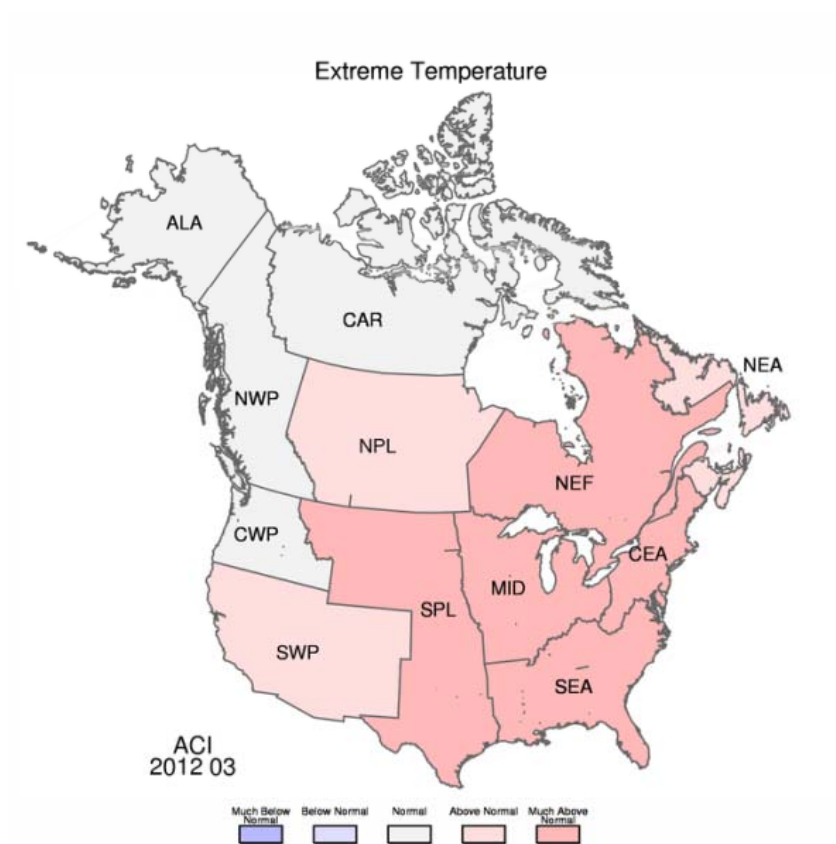 Extreme Temperature
ALA
CAR
NEA
NWP
NPL
NEF
CWP
CEA
MID
SPL
SWP
SEA
ACI
2012 03
Much Below
Normal
Below Normal
Normal
Above Normal
Much Above
Normal